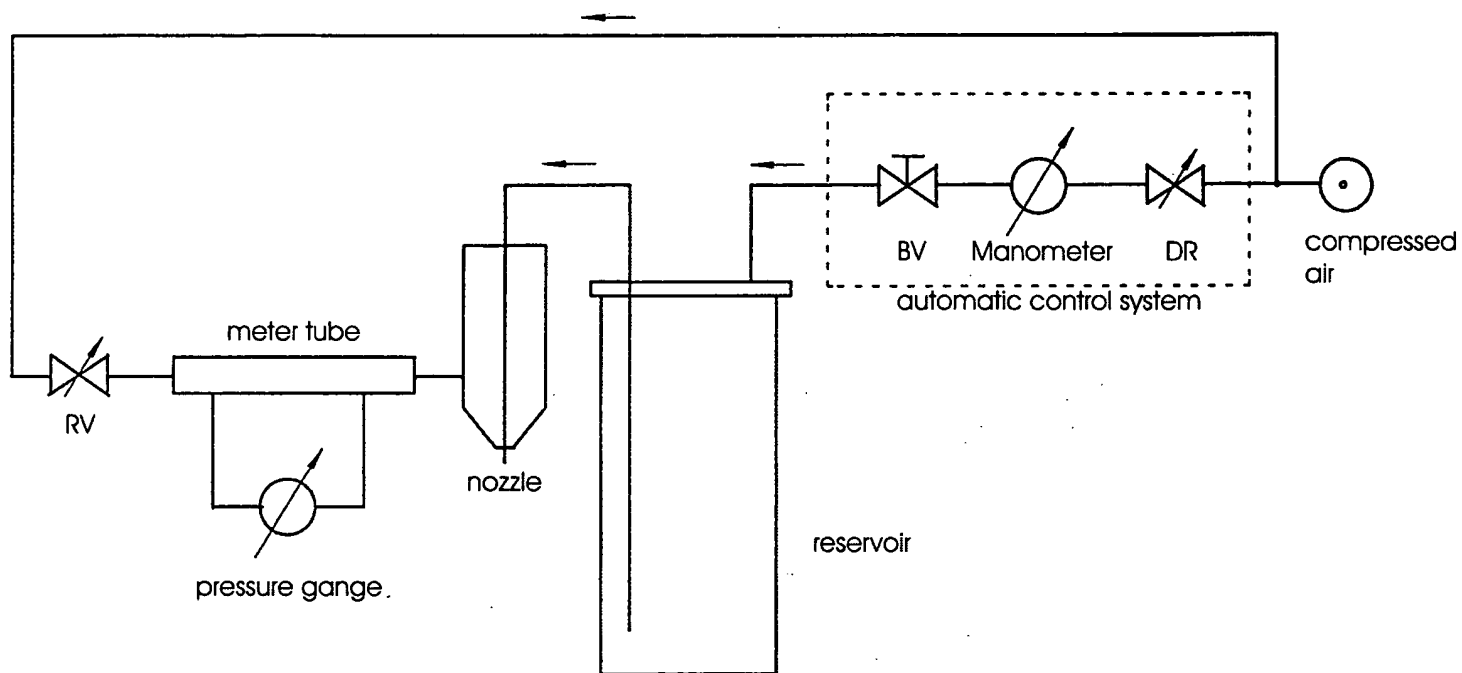 BV
Manometer
DR
compressed
air
automatic control system
meter tube
RV
nozzle
pressure gange.
reservoir